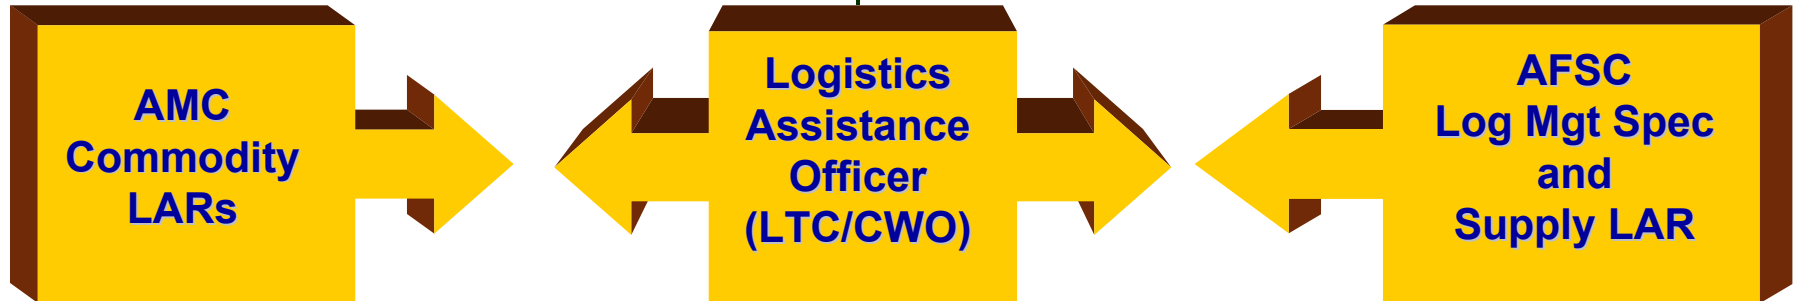 AMC
Commodity
LARs
Logistics
Assistance
Officer
(LTC/CWO)
AFSC
Log Mgt Spec
and
Supply LAR